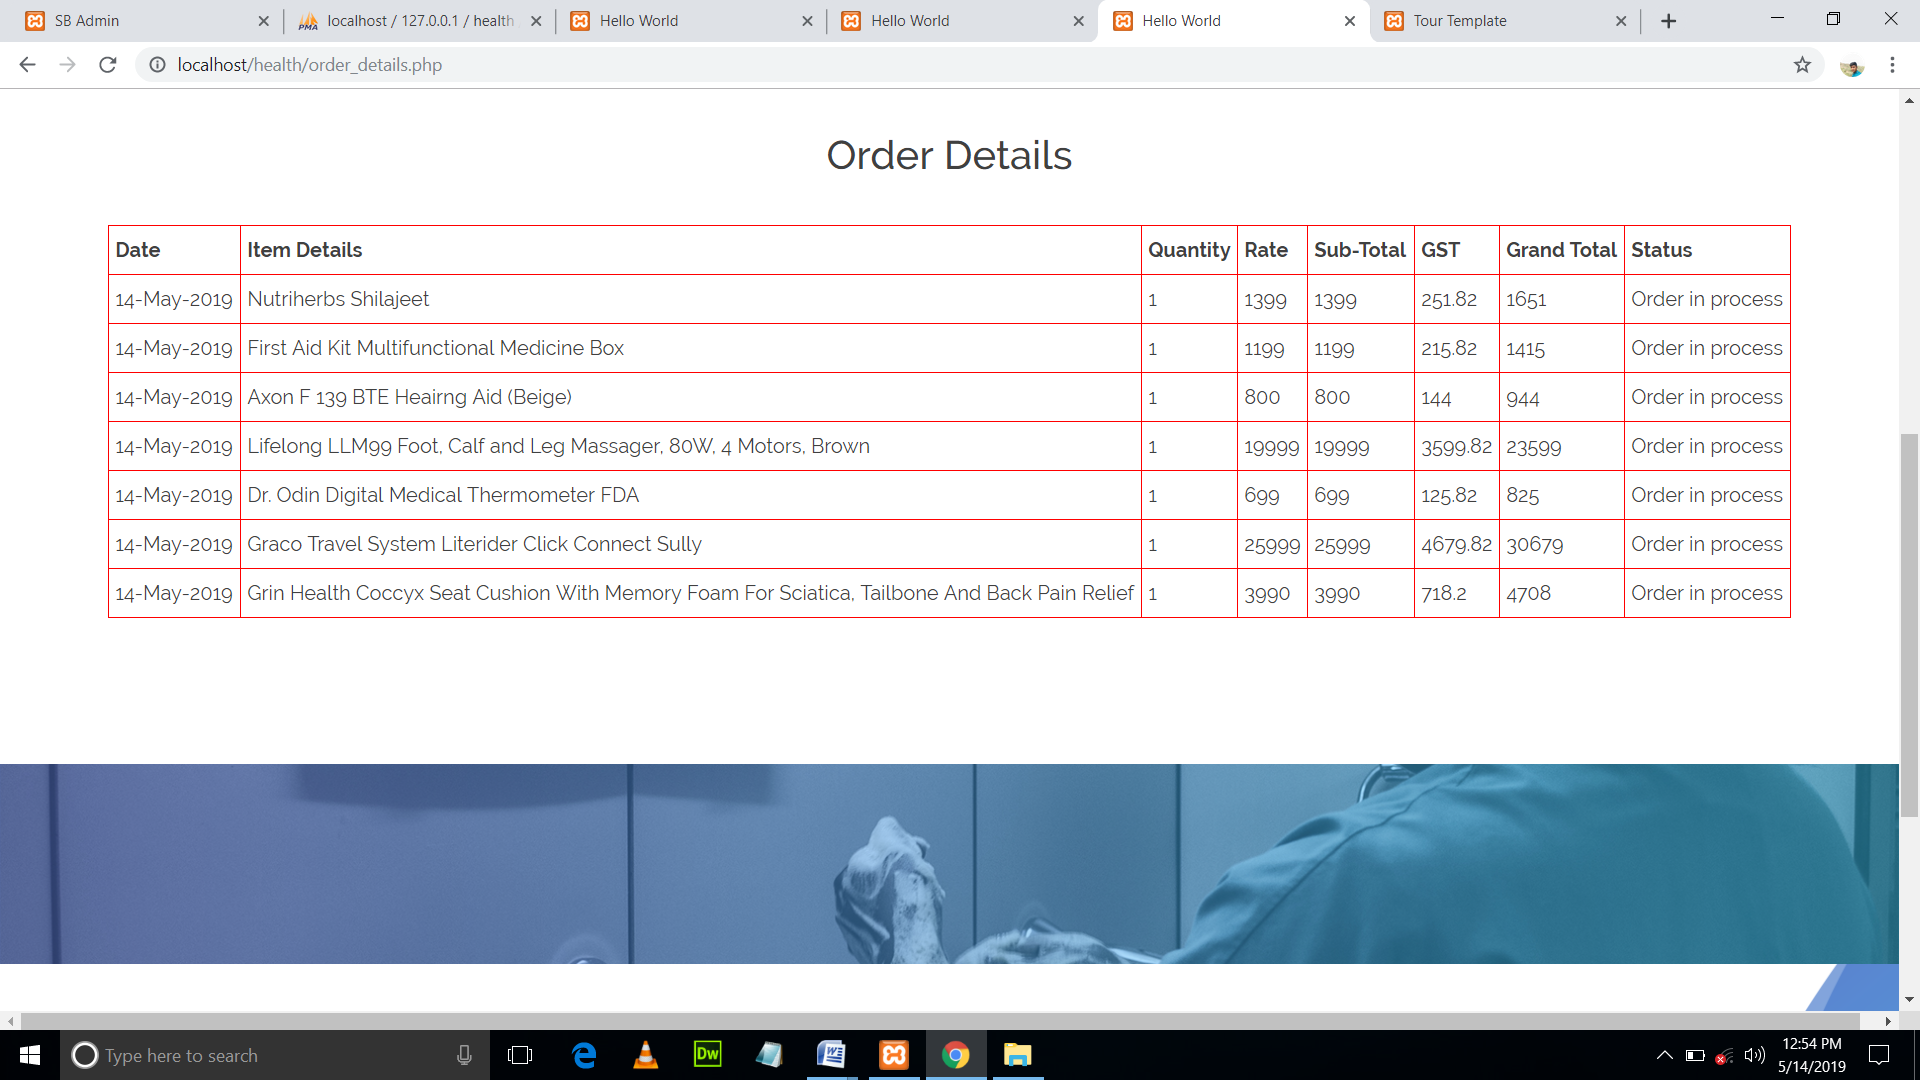 SB Admin
localhost / 127.0.0.1 / health
Hello World
Hello World
Hello World
Tour Template
localhost/health/order_details.php
Order Details
Date Item Details Quantity Rate Sub-Total GST Grand Total Status
14-May-2019 Nutriherbs Shilajeet 1 1399 1399 251.82 1651 Order in process
14-May-2019 First Aid Kit Multifunctional Medicine Box 1 1199 1199 215.82 1415 Order in process
14-May-2019 Axon F 139 BTE Heairng Aid (Beige) 1 800 800 144 944 Order in process
14-May-2019 Lifelong LLM99 Foot, Calf and Leg Massager, 80W, 4 Motors, Brown 1 19999 19999 3599.82 23599 Order in process
14-May-2019 Dr. Odin Digital Medical Thermometer FDA 1 699 699 125.82 825 Order in process
14-May-2019 Graco Travel System Literider Click Connect Sully 1 25999 25999 4679.82 30679 Order in process
14-May-2019 Grin Health Coccyx Seat Cushion With Memory Foam For Sciatica, Tailbone And Back Pain Relief 1 3990 3990 718.2 4708 Order in process
Type here to search
Dw
12:54 PM
5/14/2019